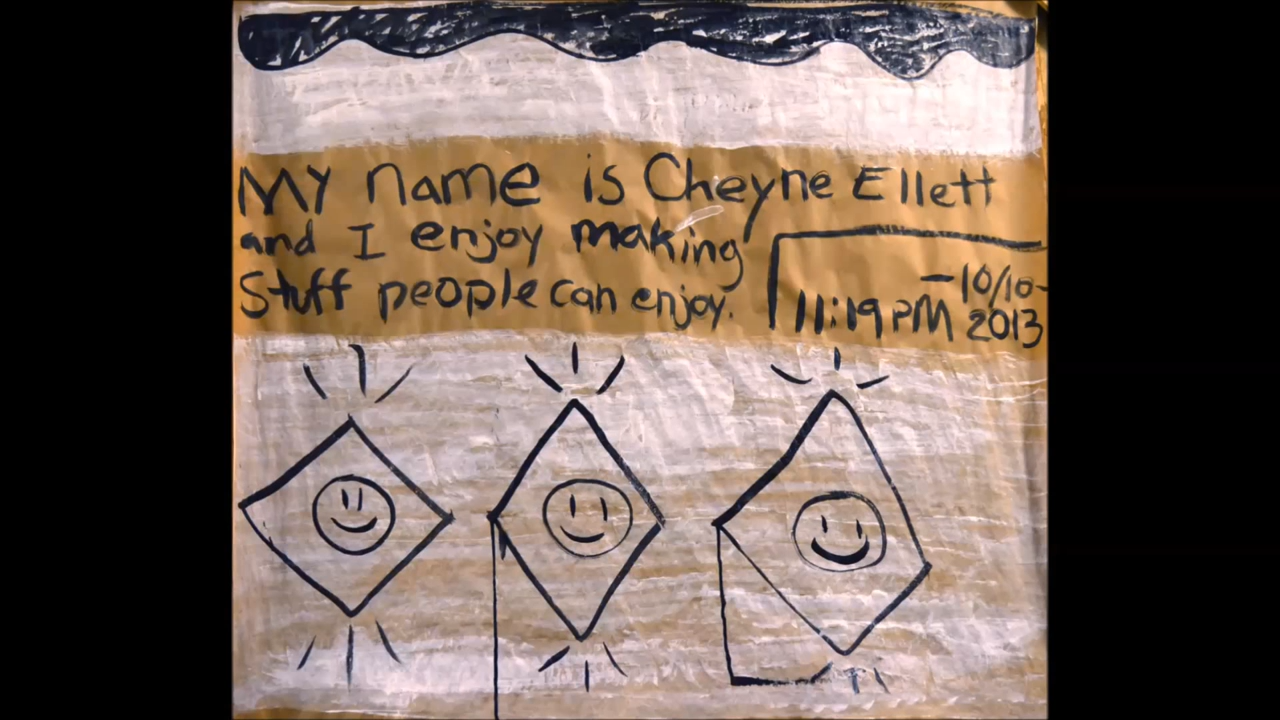 My name is Cheyne Ellett
and I enjoy making
Stuff people can enjoy.
- 10/10-
11:19 PM 2013